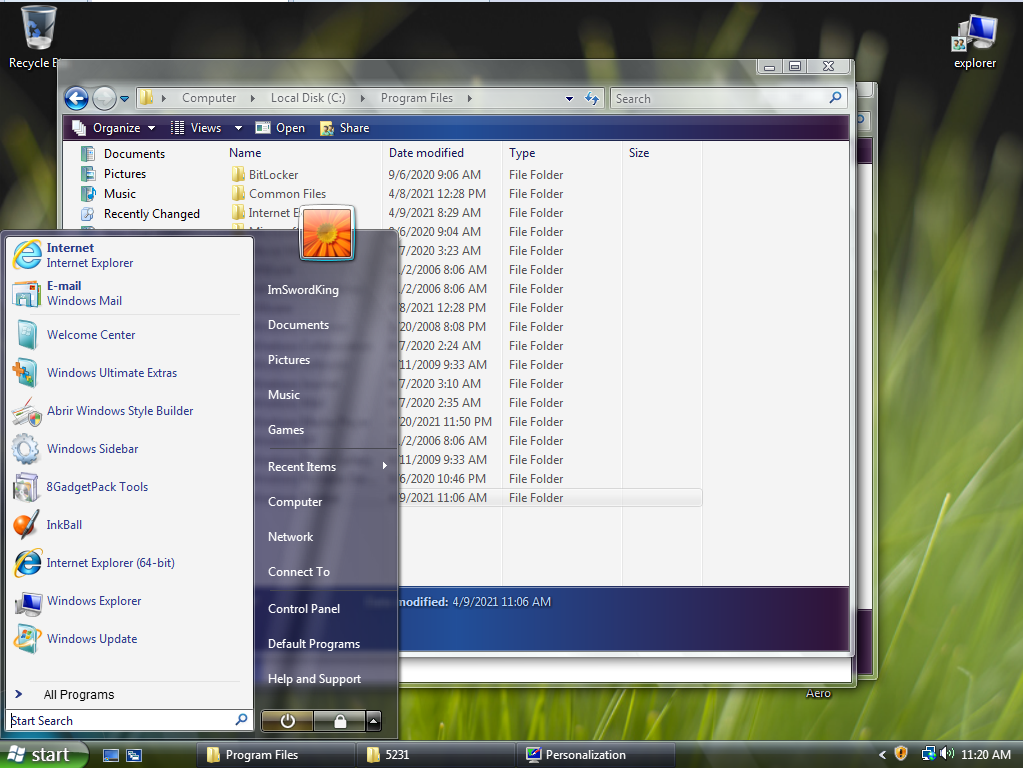 Recycle B
explorer
Computer
Local Disk (C:)
Program Files
Search
Organize
Views
Open
Share
Documents
Pictures
Music
Recently Changed
Name Date modified Type Size
BitLocker 9/6/2020 9:06 AM File Folder
Common Files 4/8/2021 12:28 PM File Folder
Internet E 4/9/2021 8:29 AM File Folder
/6/2020 9:04 AM File Folder
/7/2020 3:23 AM File Folder
/2/2006 8:06 AM File Folder
/2/2006 8:06 AM File Folder
/8/2021 12:28 PM File Folder
/20/2008 8:08 PM File Folder
/7/2020 2:24 AM File Folder
/11/2009 9:33 AM File Folder
/7/2020 3:10 AM File Folder
/7/2020 2:35 AM File Folder
/20/2021 11:50 PM File Folder
/2/2006 8:06 AM File Folder
/11/2009 9:33 AM File Folder
/6/2020 10:46 PM File Folder
/9/2021 11:06 AM File Folder
modified: 4/9/2021 11:06 AM
Internet
Internet Explorer
E-mail
Windows Mail
Welcome Center
Windows Ultimate Extras
Abrir Windows Style Builder
Windows Sidebar
8GadgetPack Tools
InkBall
Internet Explorer (64-bit)
Windows Explorer
Windows Update
All Programs
Start Search
ImSwordKing
Documents
Pictures
Music
Games
Recent Items
Computer
Network
Connect To
Control Panel
Default Programs
Help and Support
Aero
start
Program Files
5231
Personalization
11:20 AM